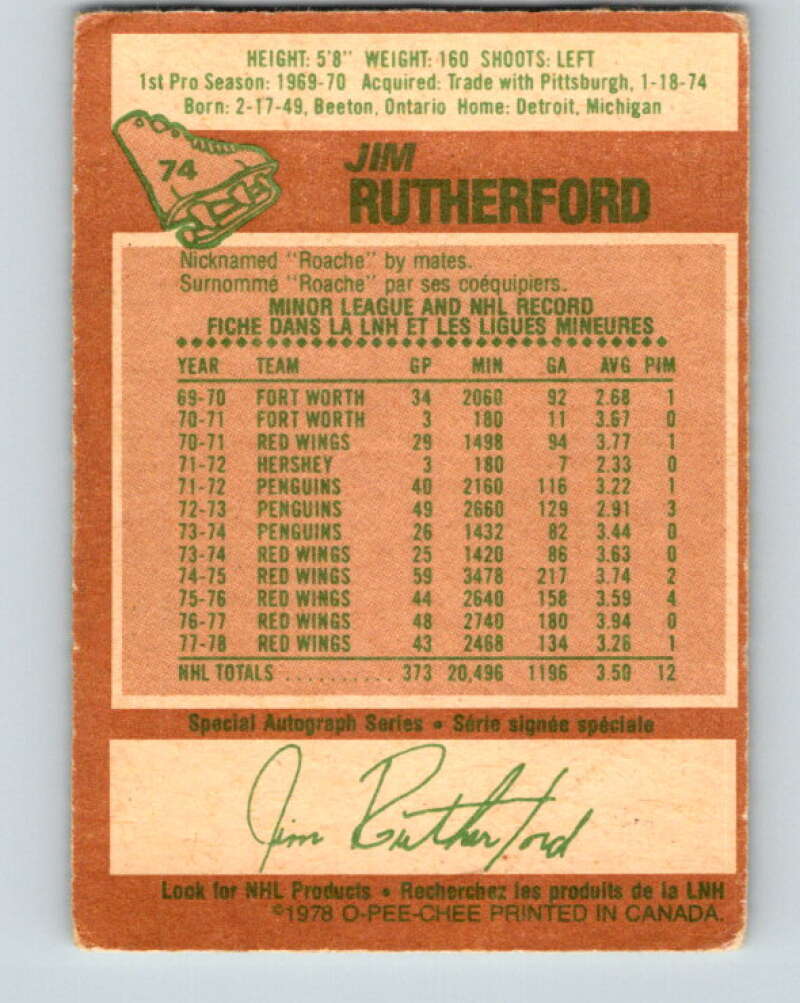 HEIGHT: 5'8" WEIGHT: 160 SHOOTS: LEFT
1st Pro Season: 1969-70 Acquired: Trade with Pittsburgh, 1-18-74
Born: 2-17-49, Beeton, Ontario Home: Detroit, Michigan
74
JIM
RUTHERFORD
Nicknamed "Roache" by mates.
Surnommé "Roache" par ses coéquipiers.
MINOR LEAGUE AND NHL RECORD
FICHE DANS LA LNH ET LES LIGUES MINEURES
YEAR TEAM GP MIN GA AVG PIM
69-70 FORT WORTH 34 2060 92 2.68 1
70-71 FORT WORTH 3 180 11 3.67 0
70-71 RED WINGS 29 1498 94 3.77 1
71-72 HERSHEY 3 180 7 2.33 0
71-72 PENGUINS 40 2160 116 3.22 1
72-73 PENGUINS 49 2660 129 2.91 3
73-74 PENGUINS 26 1432 82 3.44 0
73-74 RED WINGS 25 1420 86 3.63 0
74-75 RED WINGS 59 3478 217 3.74 2
75-76 RED WINGS 44 2640 158 3.59 4
76-77 RED WINGS 48 2740 180 3.94 0
77-78 RED WINGS 43 2468 134 3.26 1
NHL TOTALS .......... 373 20,496 1196 3.50 12
Special Autograph Series • Série signée spéciale
Jim Rutherford
Look for NHL Products • Recherchez les produits de la LNH
©1978 O-PEE-CHEE PRINTED IN CANADA.